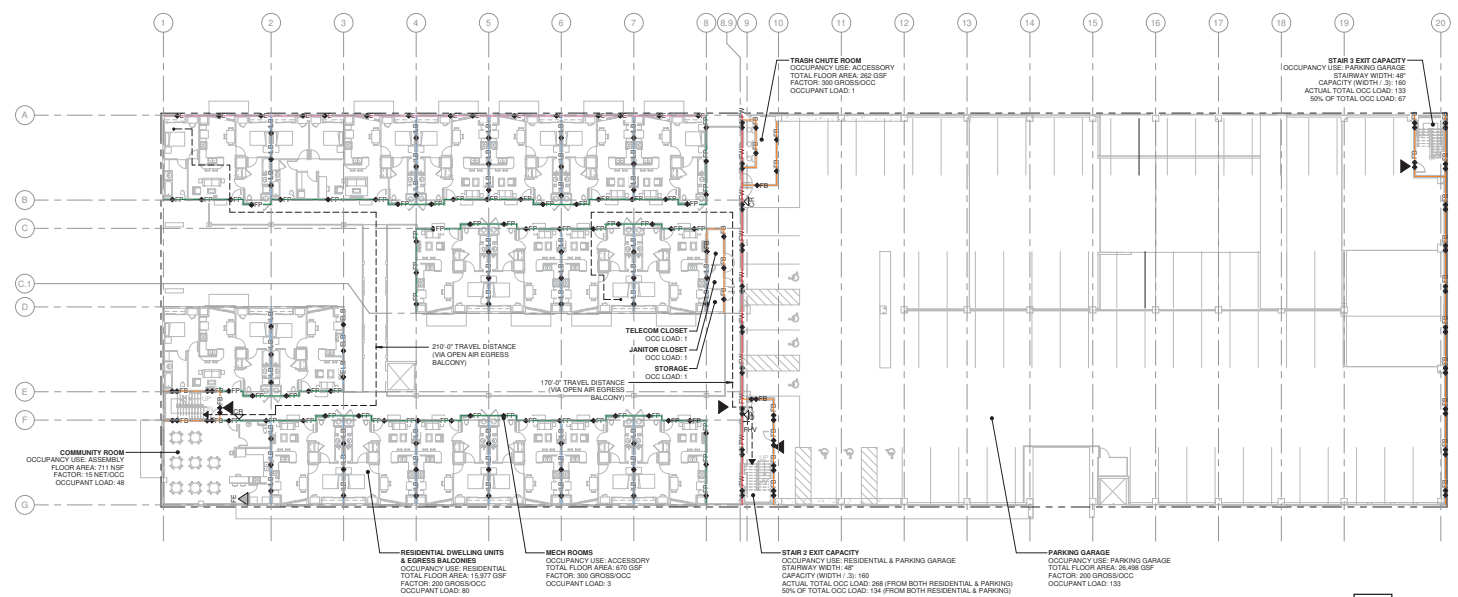 1 2 3 4 5 6 7 8 8.9 9 10 11 12 13 14 15 16 17 18 19 20
A
B
C
C.1
D
E
F
G
TRASH CHUTE ROOM
OCCUPANCY USE: ACCESSORY
TOTAL FLOOR AREA: 262 GSF
FACTOR: 300 GROSS/OCC
OCCUPANT LOAD: 1
STAIR 3 EXIT CAPACITY
OCCUPANCY USE: PARKING GARAGE
STAIRWAY WIDTH: 48"
CAPACITY (WIDTH / .3): 160
ACTUAL TOTAL OCC LOAD: 133
50% OF TOTAL OCC LOAD: 67
TELECOM CLOSET
OCC LOAD: 1
JANITOR CLOSET
OCC LOAD: 1
STORAGE
OCC LOAD: 1
210'-0" TRAVEL DISTANCE
(VIA OPEN AIR EGRESS
BALCONY)
170'-0" TRAVEL DISTANCE
(VIA OPEN AIR EGRESS
BALCONY)
FHV
FE
COMMUNITY ROOM
OCCUPANCY USE: ASSEMBLY
FLOOR AREA: 711 NSF
FACTOR: 15 NET/OCC
OCCUPANT LOAD: 48
RESIDENTIAL DWELLING UNITS
& EGRESS BALCONIES
OCCUPANCY USE: RESIDENTIAL
TOTAL FLOOR AREA: 15,977 GSF
FACTOR: 200 GROSS/OCC
OCCUPANT LOAD: 80
MECH ROOMS
OCCUPANCY USE: ACCESSORY
TOTAL FLOOR AREA: 670 GSF
FACTOR: 300 GROSS/OCC
OCCUPANT LOAD: 3
STAIR 2 EXIT CAPACITY
OCCUPANCY USE: RESIDENTIAL & PARKING GARAGE
STAIRWAY WIDTH: 48"
CAPACITY (WIDTH / .3): 160
ACTUAL TOTAL OCC LOAD: 268 (FROM BOTH RESIDENTIAL & PARKING)
50% OF TOTAL OCC LOAD: 134 (FROM BOTH RESIDENTIAL & PARKING)
PARKING GARAGE
OCCUPANCY USE: PARKING GARAGE
TOTAL FLOOR AREA: 26,498 GSF
FACTOR: 200 GROSS/OCC
OCCUPANT LOAD: 133